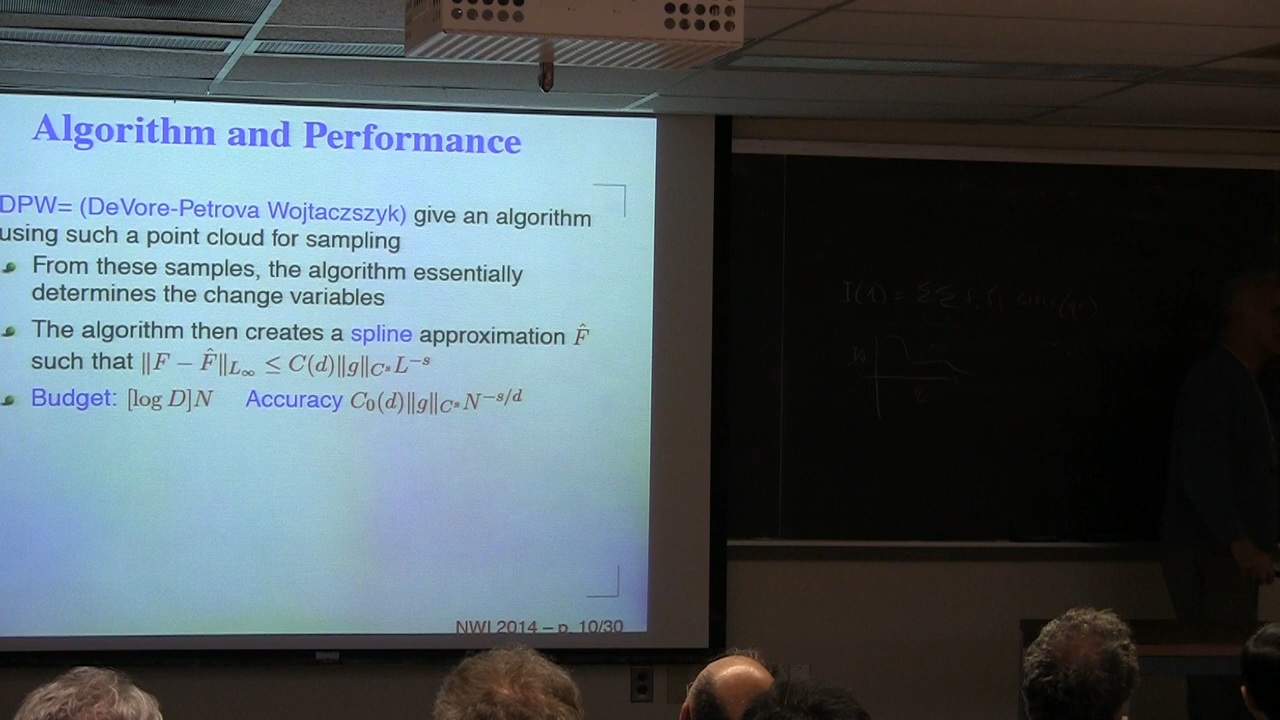 Algorithm and Performance
DPW= (DeVore-Petrova Wojtaczszyk) give an algorithm
using such a point cloud for sampling
From these samples, the algorithm essentially
determines the change variables
The algorithm then creates a spline approximation F̂
such that ‖F − F̂‖_{L∞} ≤ C(d)‖g‖_{C^s} L^{−s}
Budget: [log D]N Accuracy C₀(d)‖g‖_{C^s} N^{−s/d}
NWI 2014 – p. 10/30